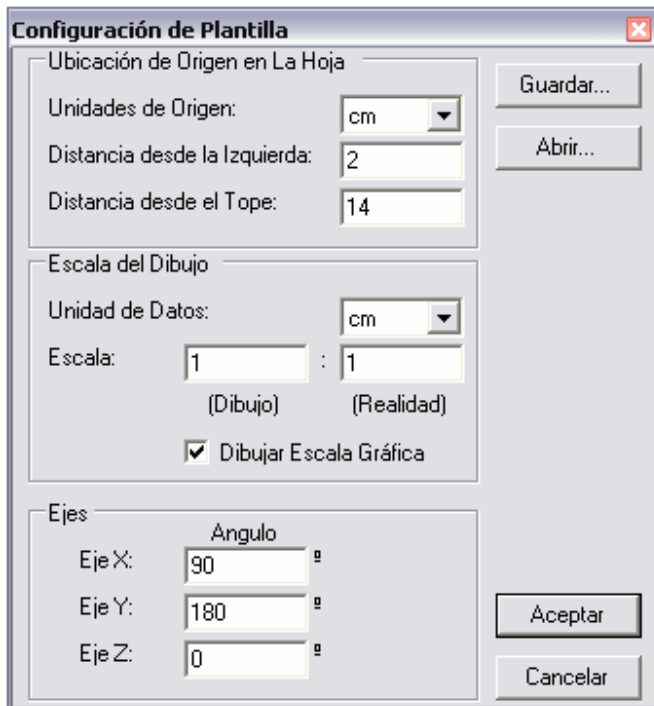 Configuración de Plantilla
Ubicación de Origen en La Hoja
Unidades de Origen: cm
Distancia desde la Izquierda: 2
Distancia desde el Tope: 14
Guardar...
Abrir...
Escala del Dibujo
Unidad de Datos: cm
Escala: 1 : 1
(Dibujo) (Realidad)
Dibujar Escala Gráfica
Ejes
Angulo
Eje X: 90 º
Eje Y: 180 º
Eje Z: 0 º
Aceptar
Cancelar